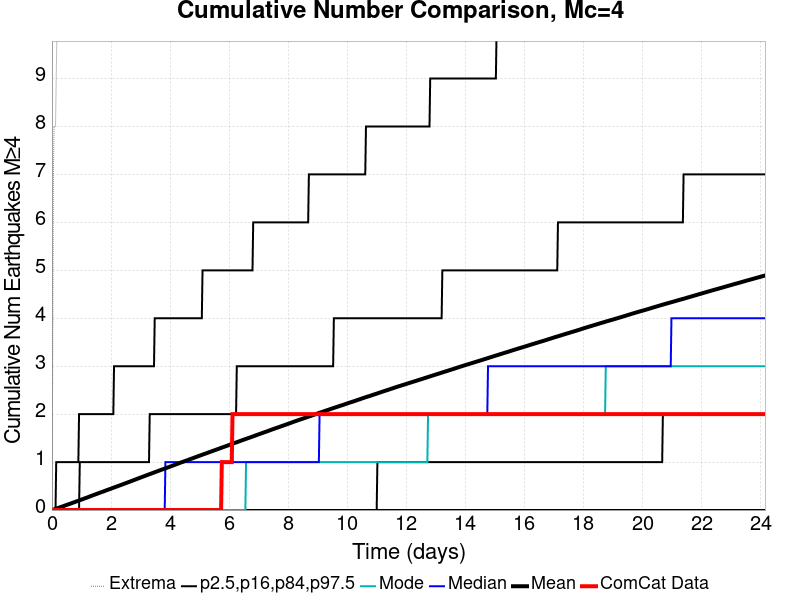 Cumulative Number Comparison, Mc=4
Cumulative Num Earthquakes M≥4
9
8
7
6
5
4
3
2
1
0
0 2 4 6 8 10 12 14 16 18 20 22 24
Time (days)
Extrema p2.5,p16,p84,p97.5 Mode Median Mean ComCat Data